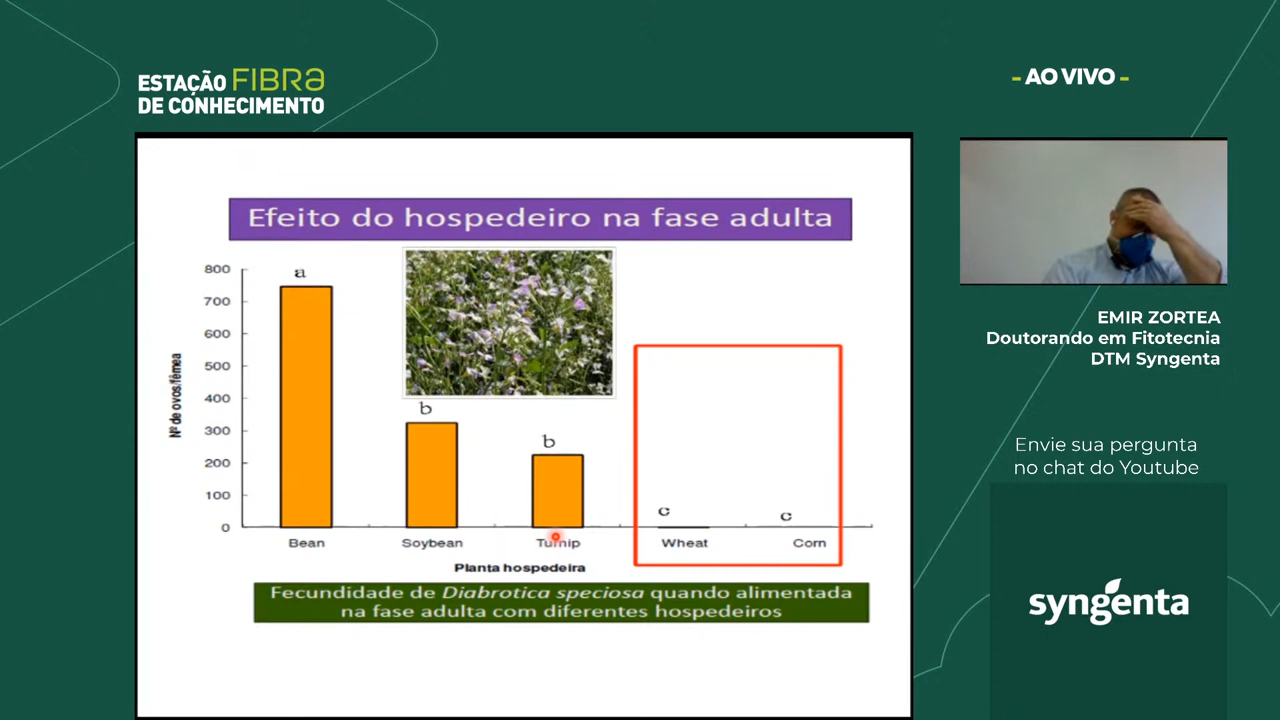 ESTAÇÃO FIBRA
DE CONHECIMENTO
- AO VIVO -
Efeito do hospedeiro na fase adulta
800
700
600
500
400
300
200
100
0
Nº de ovos/fêmea
a
b
b
c
c
Bean
Soybean
Turnip
Wheat
Corn
Planta hospedeira
Fecundidade de Diabrotica speciosa quando alimentada
na fase adulta com diferentes hospedeiros
EMIR ZORTEA
Doutorando em Fitotecnia
DTM Syngenta
Envie sua pergunta
no chat do Youtube
syngenta